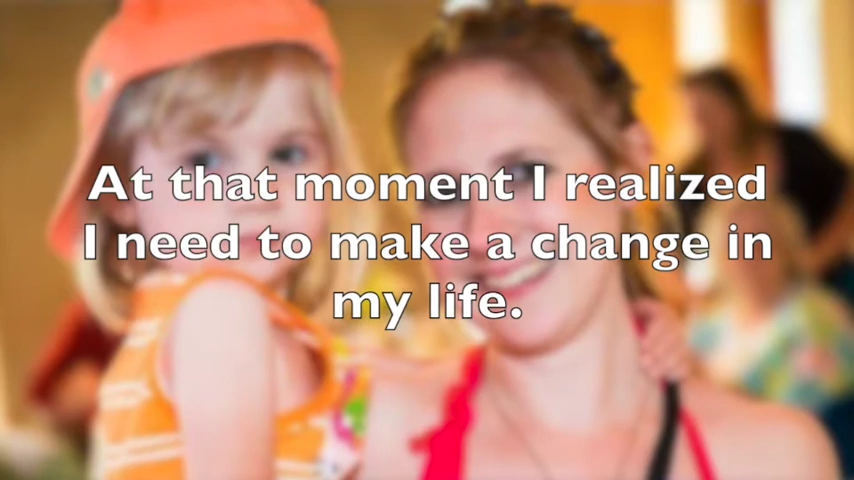 At that moment I realized
I need to make a change in
my life.